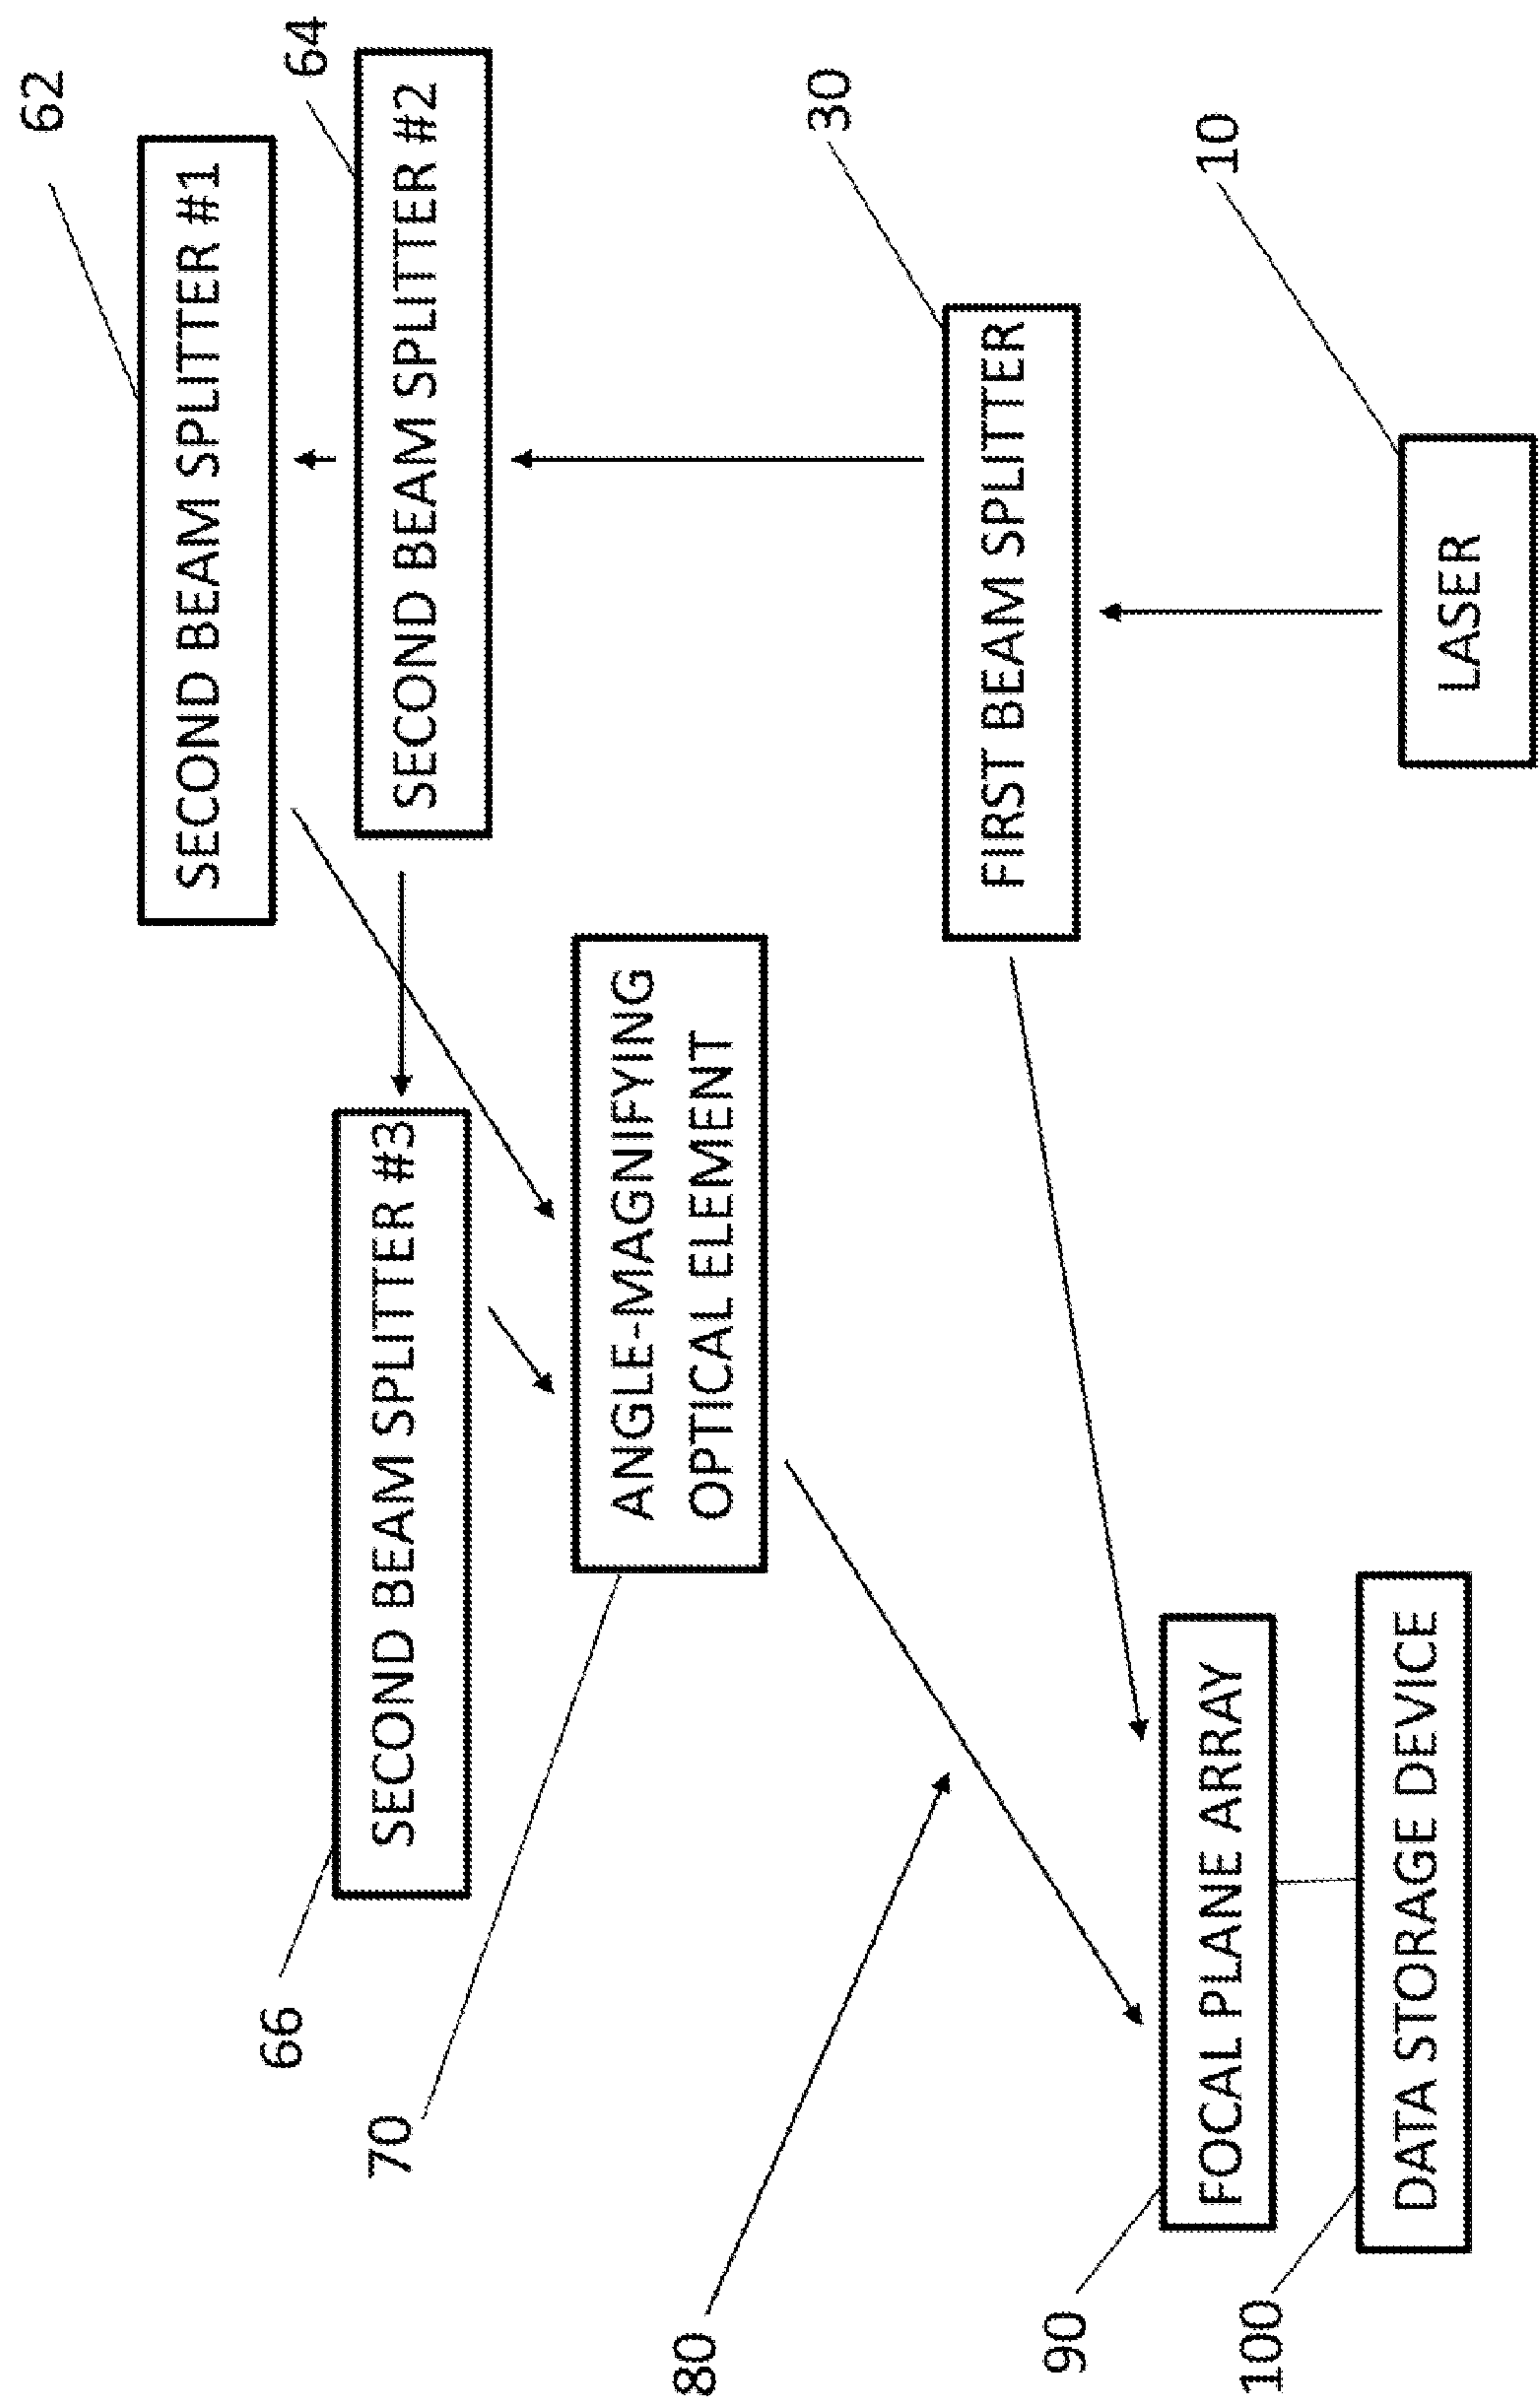 62
SECOND BEAM SPLITTER #1
66
64
70
SECOND BEAM SPLITTER #3
SECOND BEAM SPLITTER #2
ANGLE-MAGNIFYING
OPTICAL ELEMENT
80
30
FIRST BEAM SPLITTER
90
FOCAL PLANE ARRAY
10
100
DATA STORAGE DEVICE
LASER